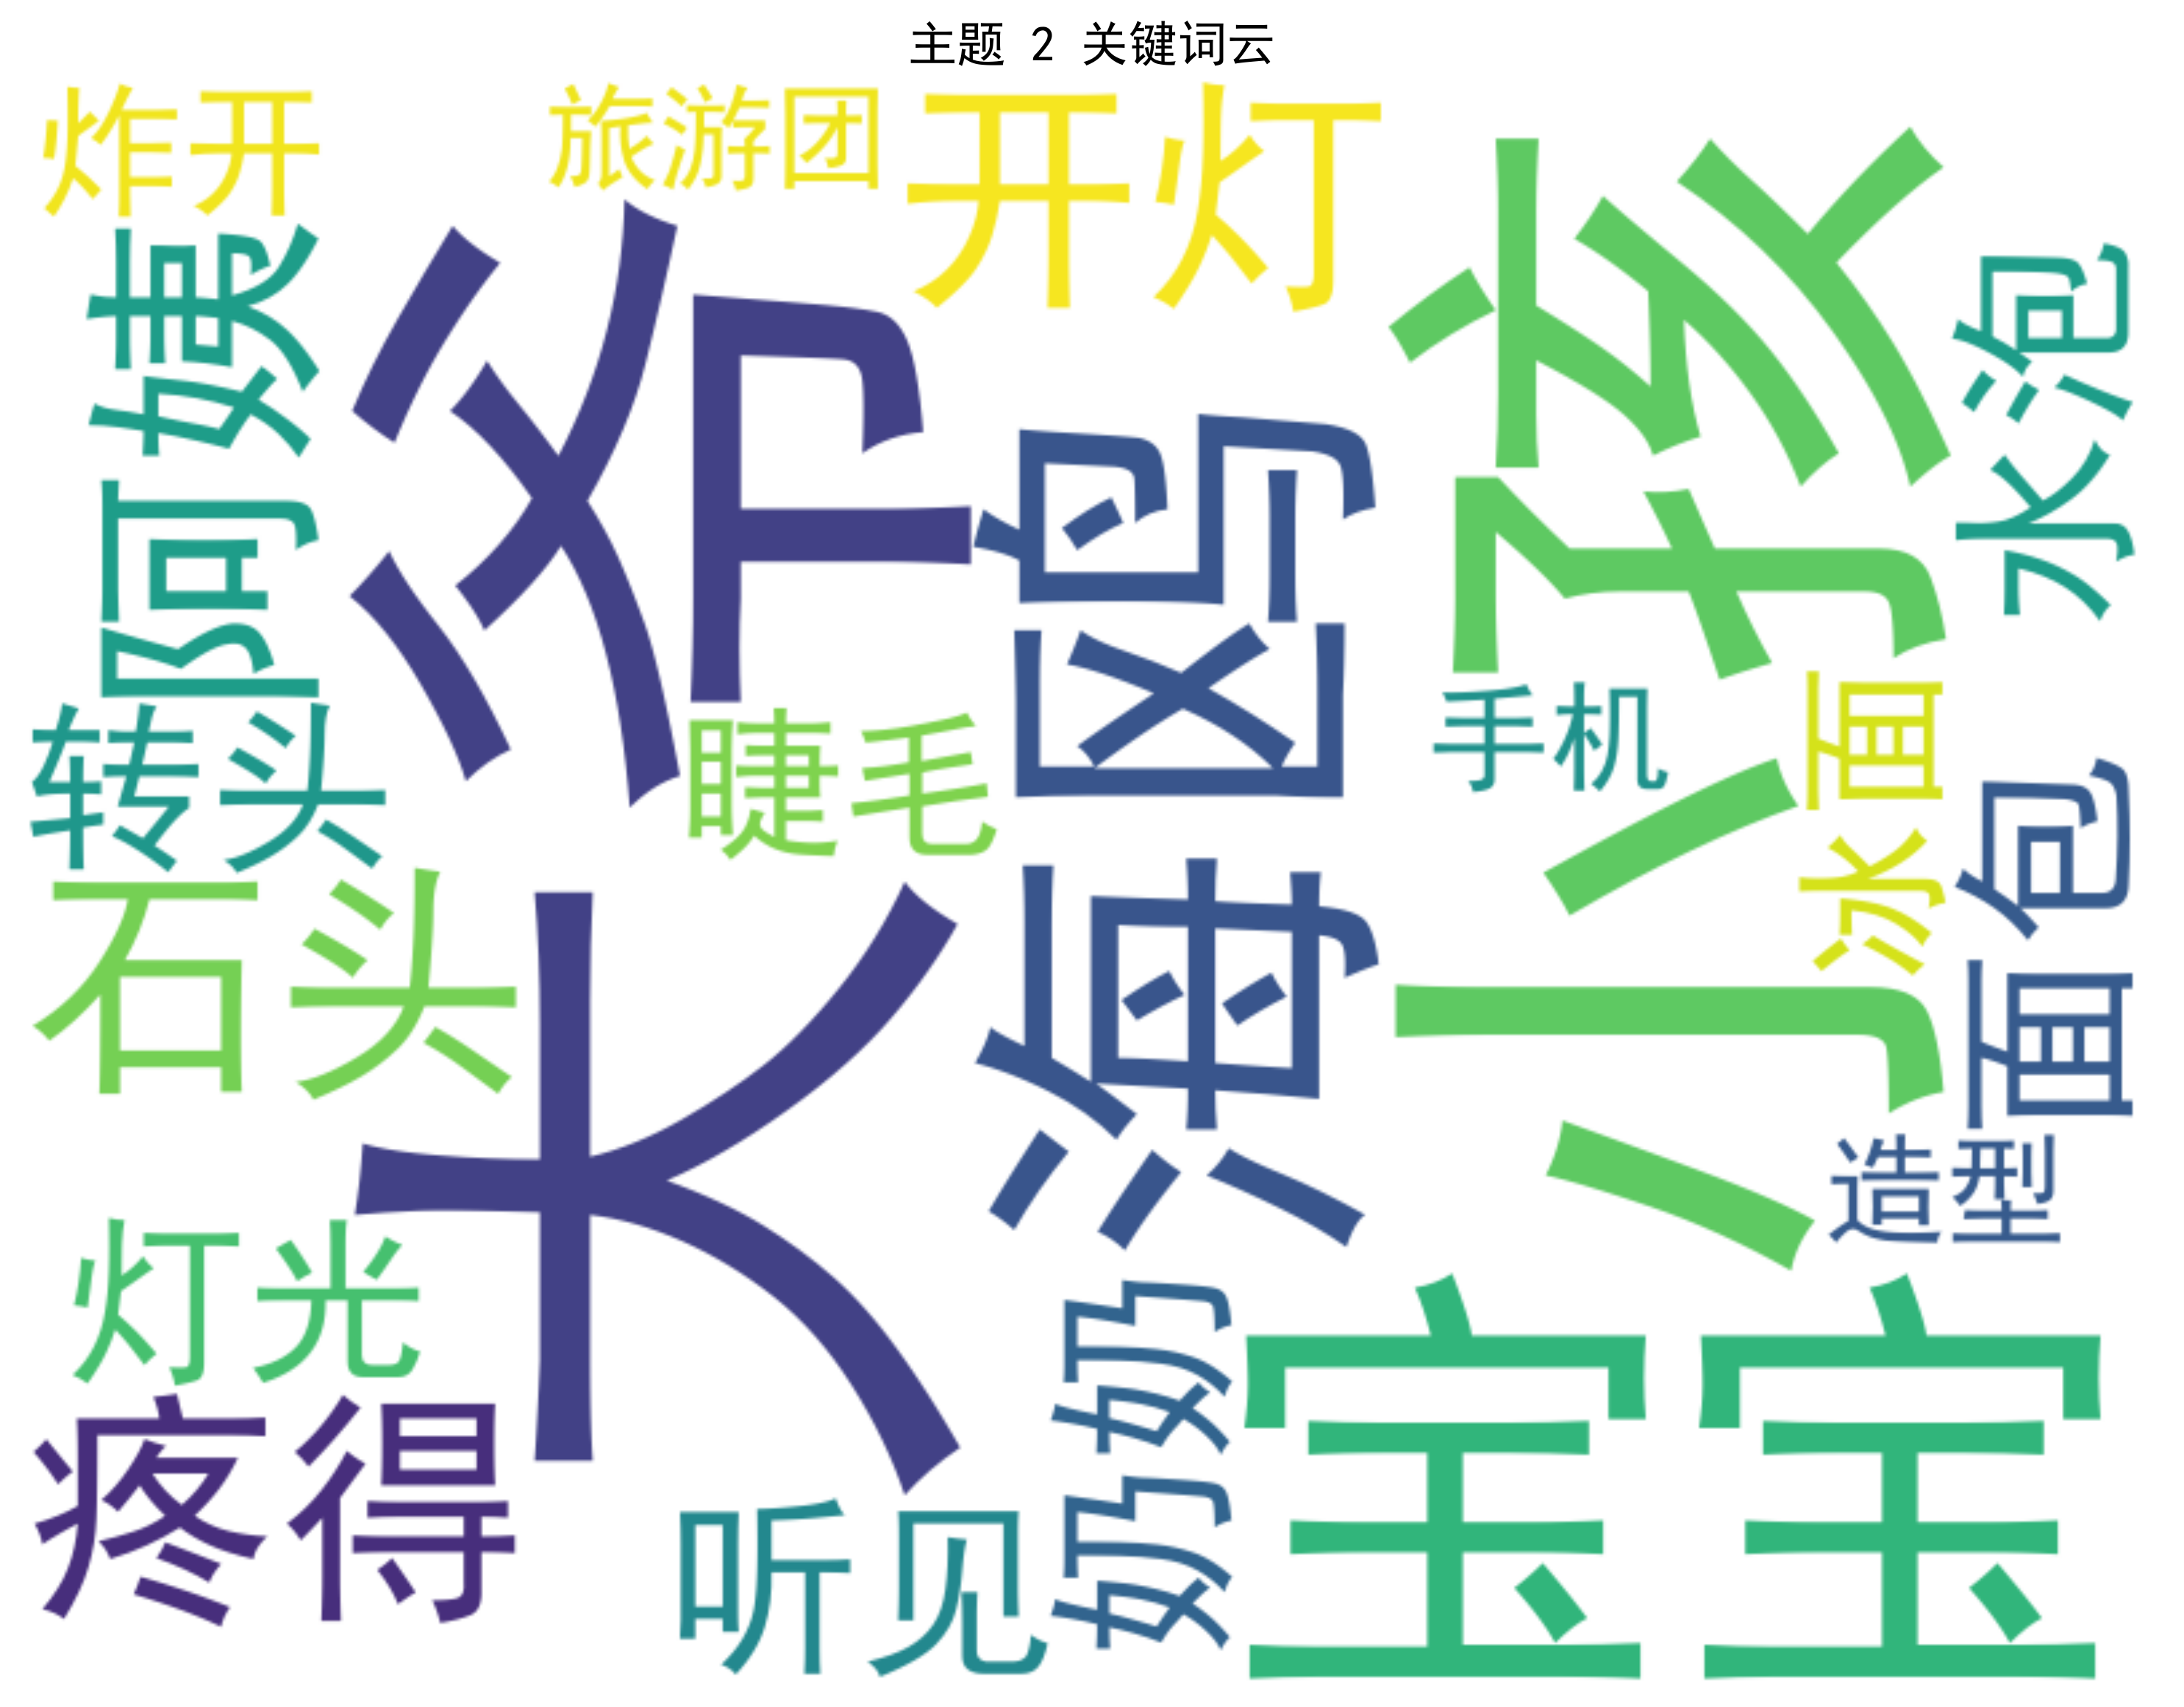 主题 2 关键词云
炸开
旅游团
开灯
阿姨
大爷
海鸥
小孩
水泡
转头
睫毛
手机
冰面
面包
石头
造型
灯光
奶奶
宝宝
疼得
听见